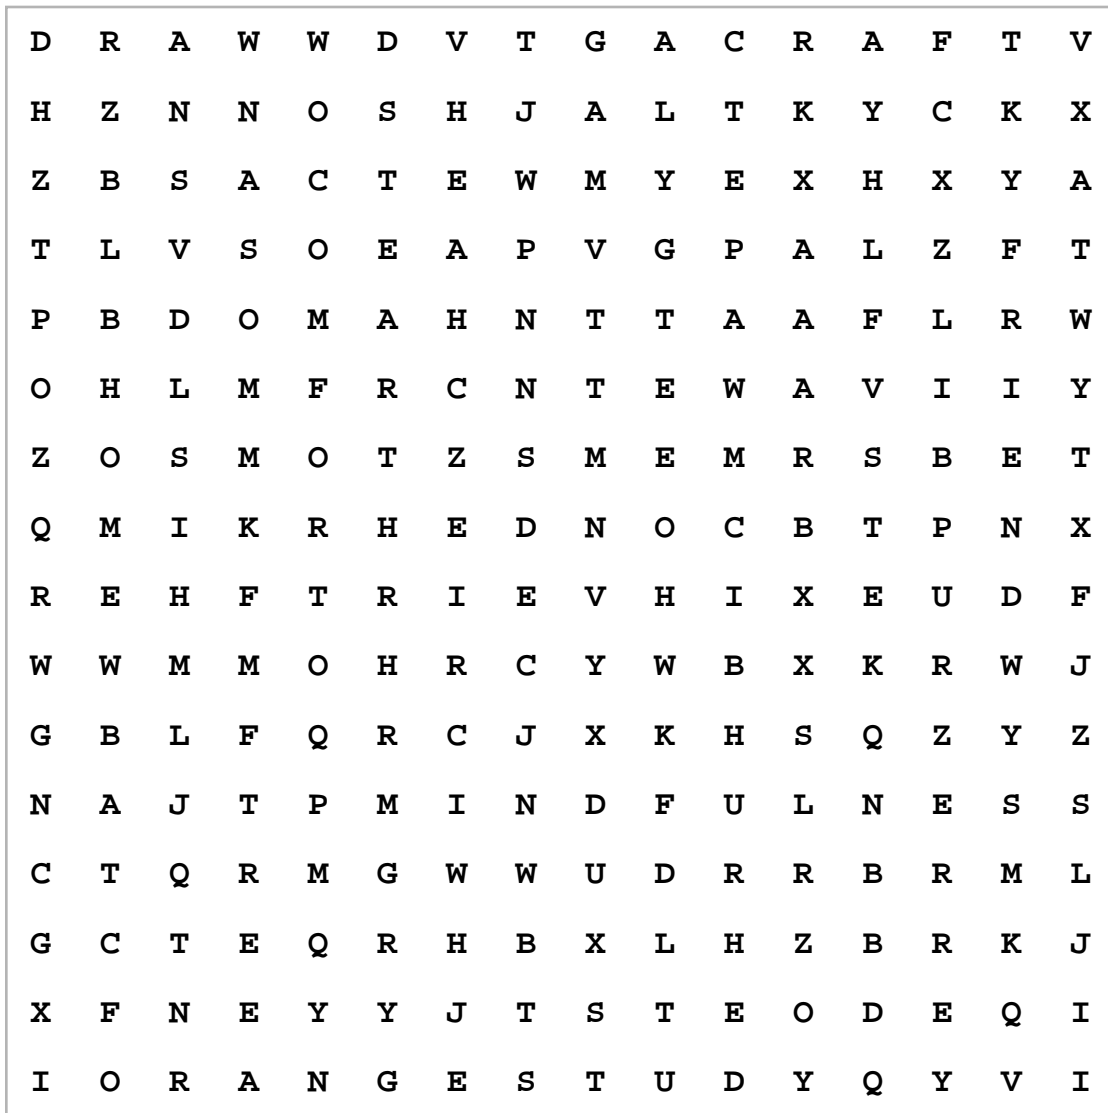 D R A W W D V T G A C R A F T V
H Z N N O S H J A L T K Y C K X
Z B S A C T E W M Y E X H X Y A
T L V S O E A P V G P A L Z F T
P B D O M A H N T T A A F L R W
O H L M F R C N T E W A V I I Y
Z O S M O T Z S M E M R S B E T
Q M I K R H E D N O C B T P N X
R E H F T R I E V H I X E U D F
W W M M O H R C Y W B X K R W J
G B L F Q R C J X K H S Q Z Y Z
N A J T P M I N D F U L N E S S
C T Q R M G W W U D R R B R M L
G C T E Q R H B X L H Z B R K J
X F N E Y Y J T S T E O D E Q I
I O R A N G E S T U D Y Q Y V I